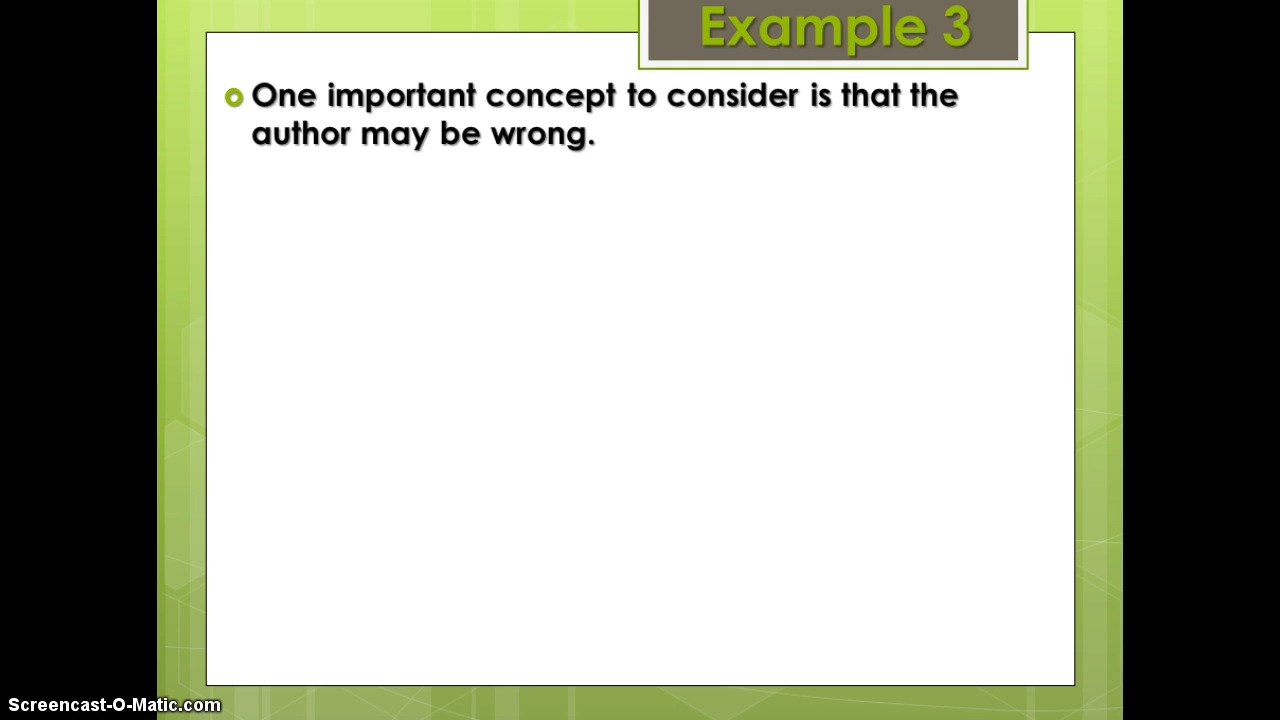 Example 3
One important concept to consider is that the
author may be wrong.
Screencast-O-Matic.com